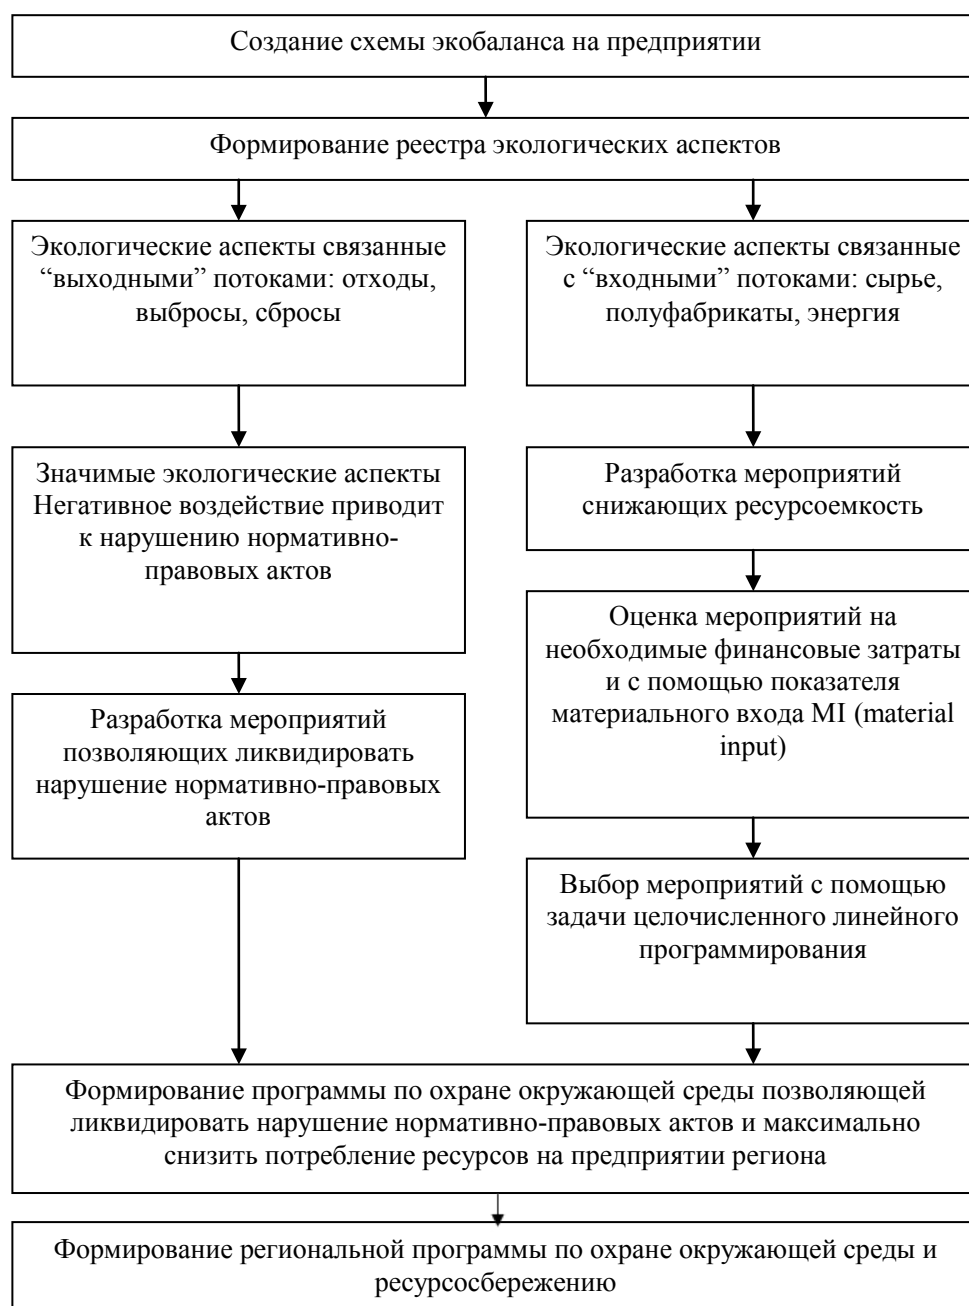 Создание схемы экобаланса на предприятии
Формирование реестра экологических аспектов
Экологические аспекты связанные
“выходными” потоками: отходы,
выбросы, сбросы
Экологические аспекты связанные
с “входными” потоками: сырье,
полуфабрикаты, энергия
Значимые экологические аспекты
Негативное воздействие приводит
к нарушению нормативно-
правовых актов
Разработка мероприятий
снижающих ресурсоемкость
Оценка мероприятий на
необходимые финансовые затраты
и с помощью показателя
материального входа MI (material
input)
Разработка мероприятий
позволяющих ликвидировать
нарушение нормативно-правовых
актов
Выбор мероприятий с помощью
задачи целочисленного линейного
программирования
Формирование программы по охране окружающей среды позволяющей
ликвидировать нарушение нормативно-правовых актов и максимально
снизить потребление ресурсов на предприятии региона
Формирование региональной программы по охране окружающей среды и
ресурсосбережению